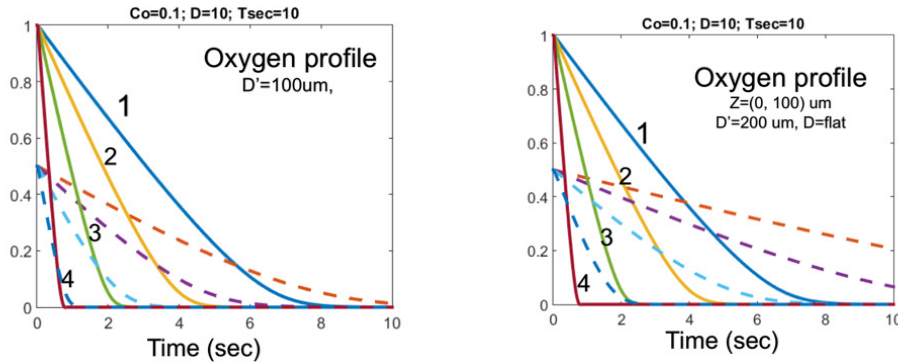 Co=0.1; D=10; Tsec=10
Oxygen profile
D'=100um,
1
2
3
4
1
0.8
0.6
0.4
0.2
0
0 2 4 6 8 10
Time (sec)
Co=0.1; D=10; Tsec=10
Oxygen profile
Z=(0, 100) um
D'=200 um, D=flat
1
2
3
4
1
0.8
0.6
0.4
0.2
0
0 2 4 6 8 10
Time (sec)